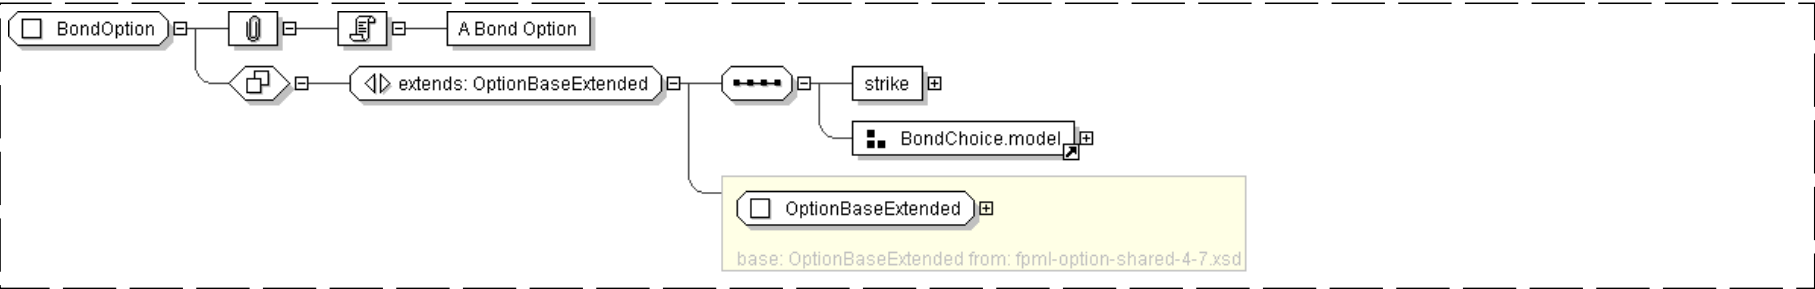 BondOption
A Bond Option
extends: OptionBaseExtended
strike
BondChoice.model
OptionBaseExtended
base: OptionBaseExtended from: fpml-option-shared-4-7.xsd